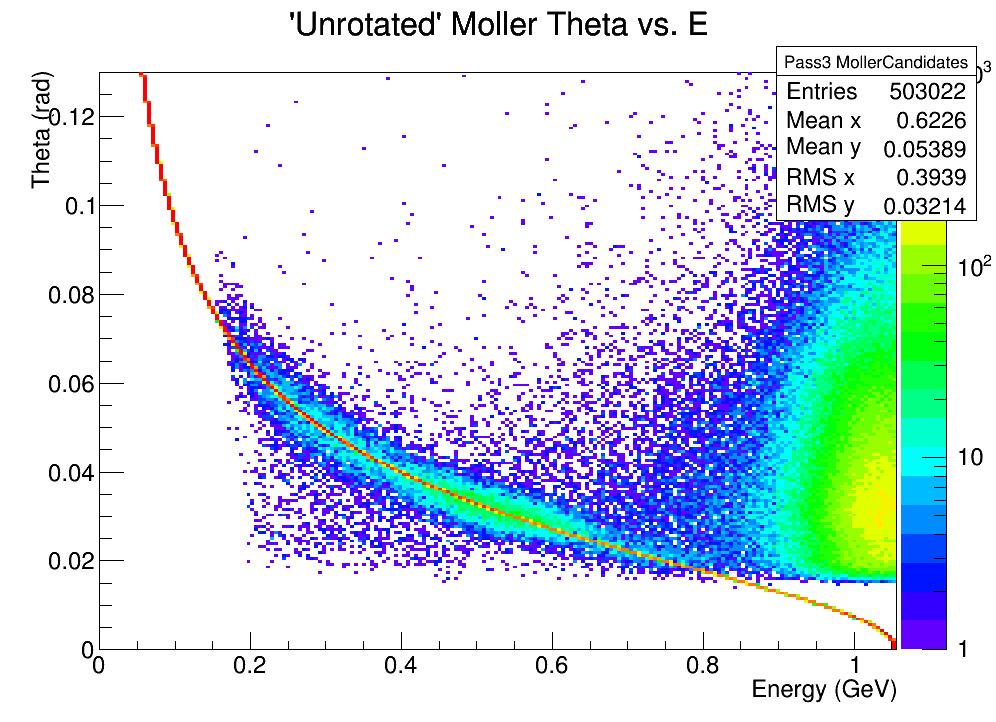 'Unrotated' Moller Theta vs. E
Pass3 MollerCandidates
Entries 503022
Mean x 0.6226
Mean y 0.05389
RMS x 0.3939
RMS y 0.03214
Theta (rad)
0.12
0.1
0.08
0.06
0.04
0.02
0
0 0.2 0.4 0.6 0.8 1
Energy (GeV)
10²
10
1